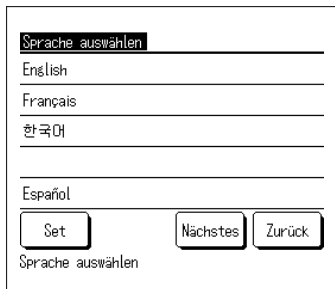 Sprache auswählen
English
Français
한국어
Español
Set
Nächstes
Zurück
Sprache auswählen